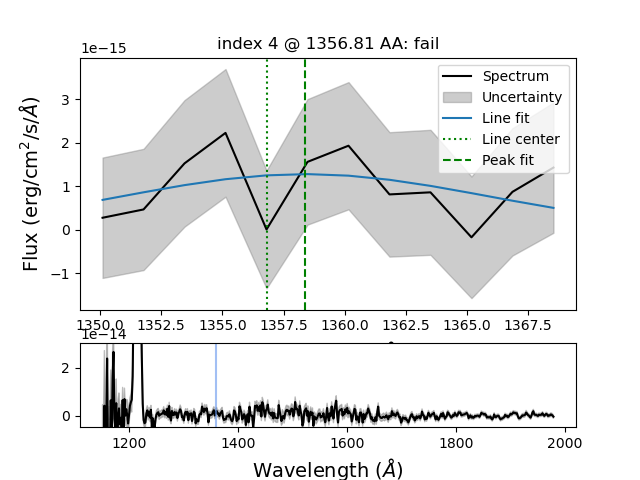 index 4 @ 1356.81 AA: fail
1e−15
Flux (erg/cm²/s/Å)
3
2
1
0
−1
Spectrum
Uncertainty
Line fit
Line center
Peak fit
1350.0 1352.5 1355.0 1357.5 1360.0 1362.5 1365.0 1367.5
1e−14
2
0
1200 1400 1600 1800 2000
Wavelength (Å)